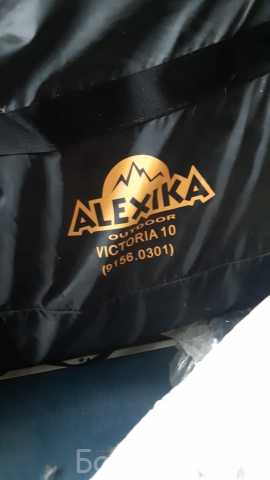 ALEXIKA
OUTDOOR
VICTORIA 10
(9156.0301)